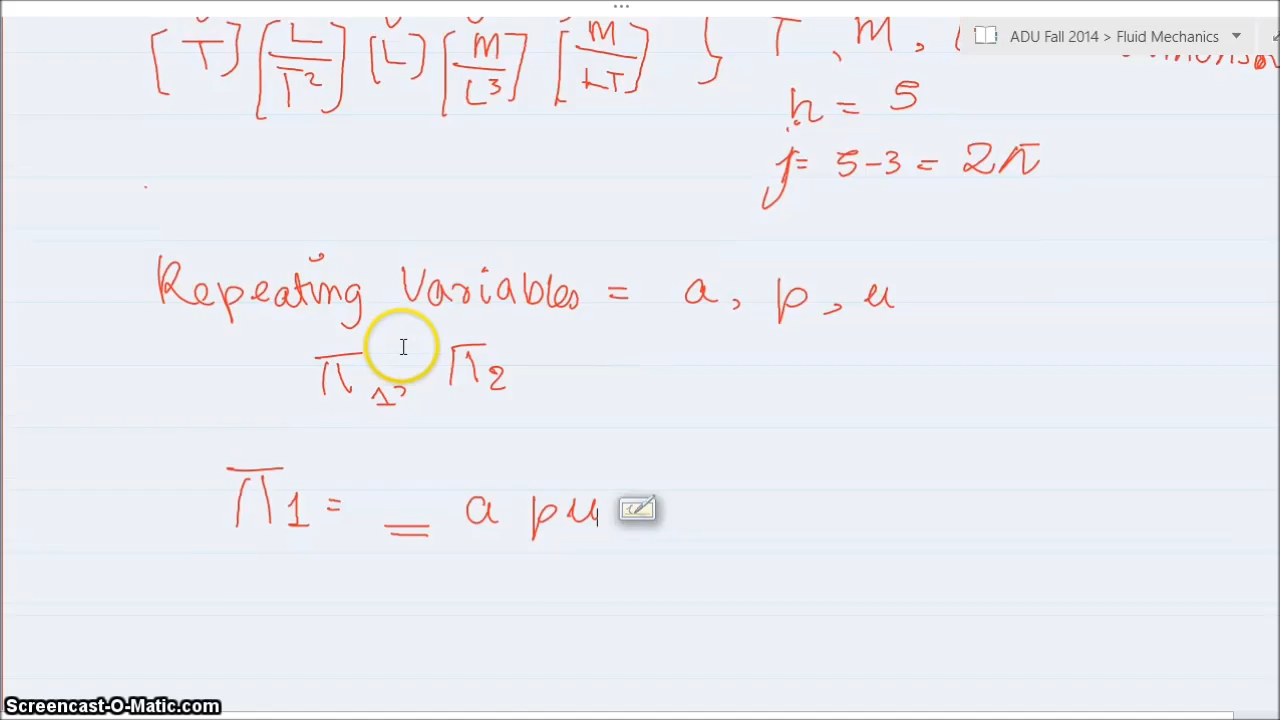 ADU Fall 2014 > Fluid Mechanics
[ /T ] [ L/T² ] [ L ] [ M/L³ ] [ M/LT ] } T, M,
n = 5
j = 5-3 = 2π
Repeating Variables = a, p, u
π1, π2
π1 = __ a p u
Screencast-O-Matic.com